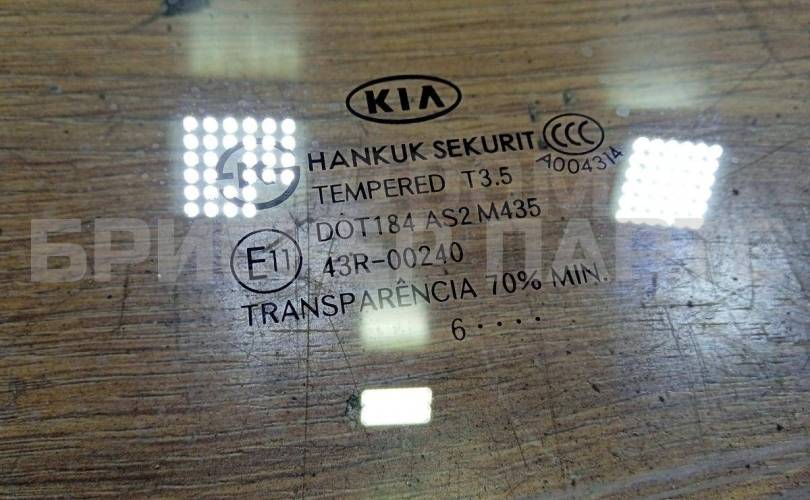 KIA
HANKUK SEKURIT CCC
A004314
TEMPERED T3.5
DOT184 AS2 M435
E11 43R-00240
TRANSPARÊNCIA 70% MIN.
6····